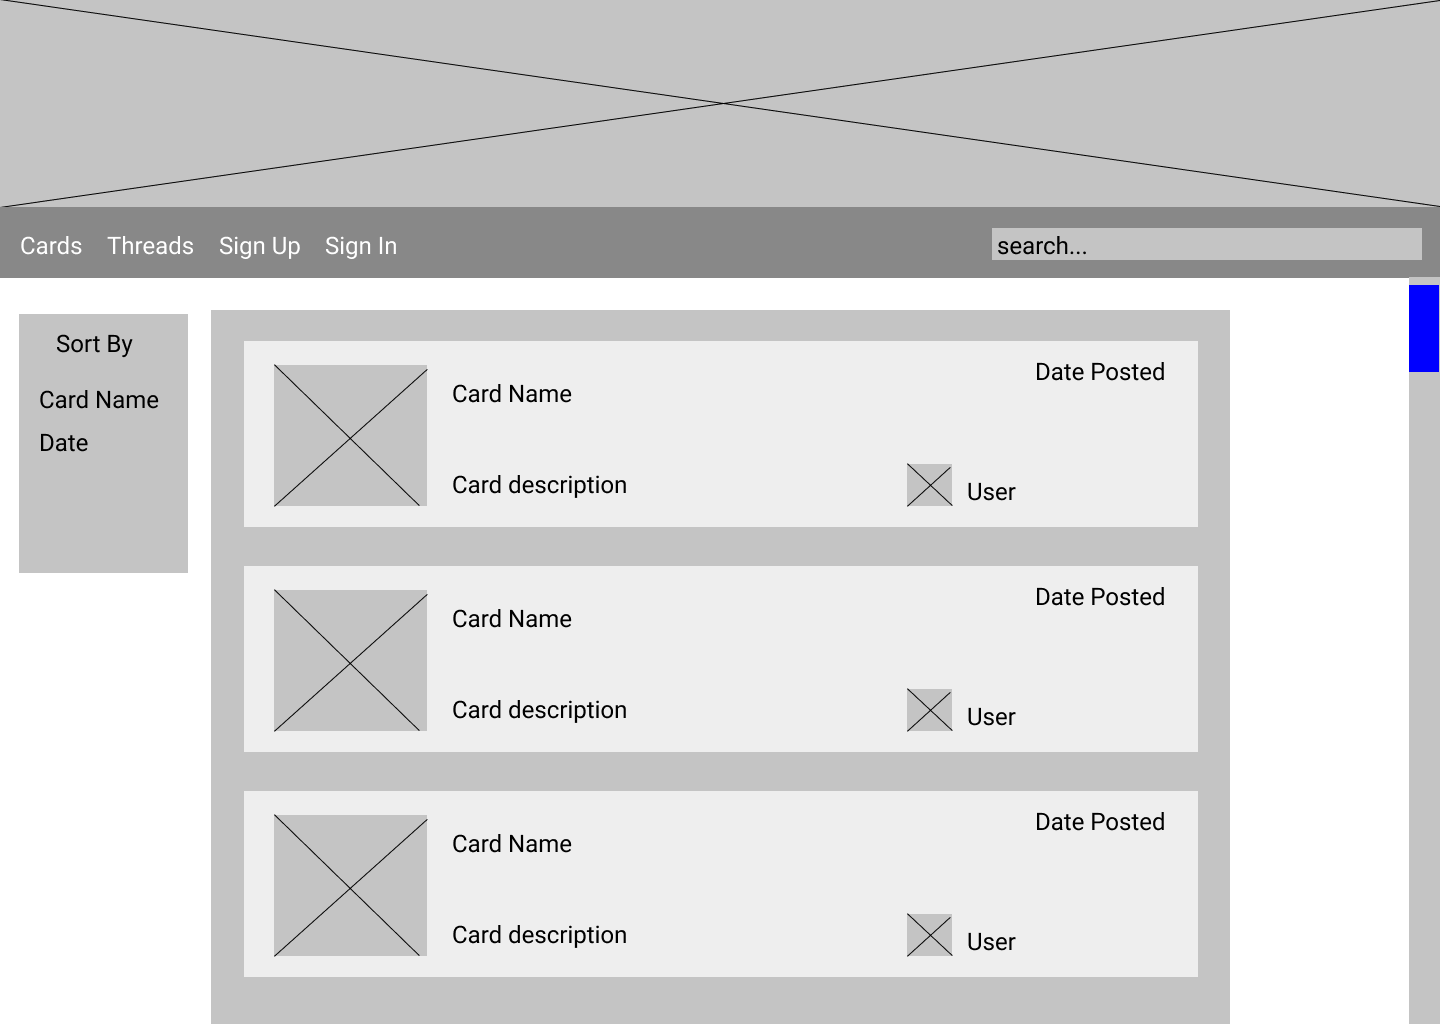 Cards Threads Sign Up Sign In search...
Sort By
Card Name
Date
Card Name
Date Posted
Card description
User
Card Name
Date Posted
Card description
User
Card Name
Date Posted
Card description
User